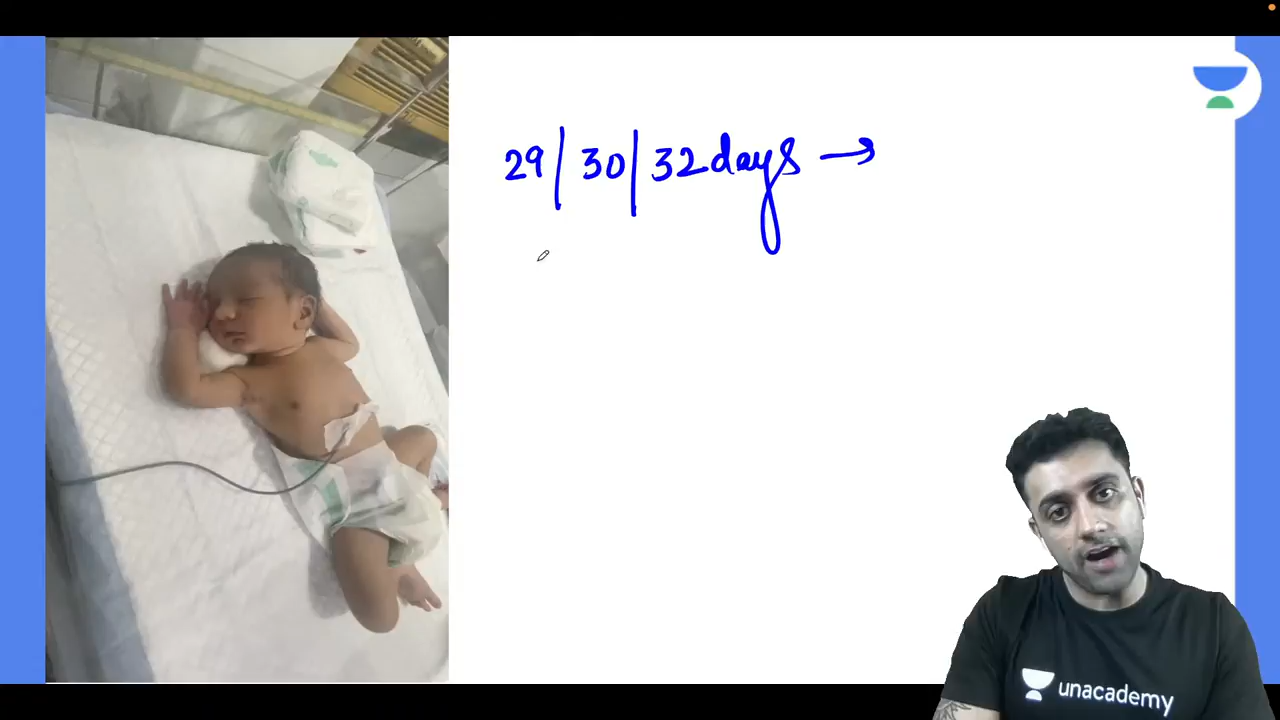 29 | 30 | 32 days →
unacademy